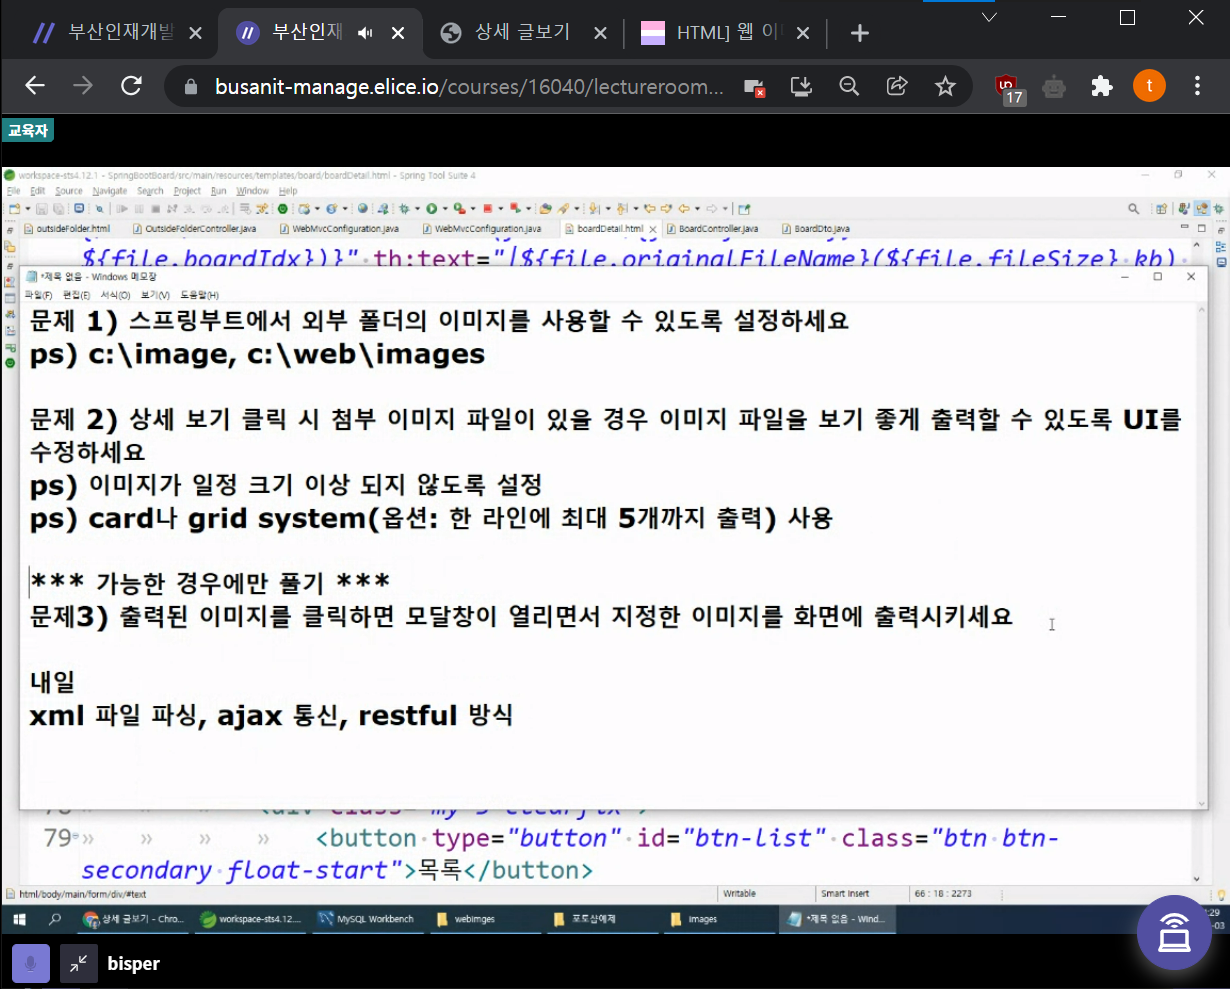 부산인재개발
부산인재
상세 글보기
HTML] 웹 이
busanit-manage.elice.io/courses/16040/lectureroom...
17
t
교육자
workspace-sts4.12.1 - SpringBootBoard/src/main/resources/templates/board/boardDetail.html - Spring Tool Suite 4
File Edit Source Navigate Search Project Run Window Help
outsideFolder.html OutsideFolderController.java WebMvcConfiguration.java WebMvcConfiguration.java boardDetail.html BoardController.java BoardDto.java
${file.boardIdx})}" th:text="|${file.originalFileName}(${file.fileSize} kb)
*제목 없음 - Windows 메모장
파일(F) 편집(E) 서식(O) 보기(V) 도움말(H)
문제 1) 스프링부트에서 외부 폴더의 이미지를 사용할 수 있도록 설정하세요
ps) c:\image, c:\web\images
문제 2) 상세 보기 클릭 시 첨부 이미지 파일이 있을 경우 이미지 파일을 보기 좋게 출력할 수 있도록 UI를
수정하세요
ps) 이미지가 일정 크기 이상 되지 않도록 설정
ps) card나 grid system(옵션: 한 라인에 최대 5개까지 출력) 사용
*** 가능한 경우에만 풀기 ***
문제3) 출력된 이미지를 클릭하면 모달창이 열리면서 지정한 이미지를 화면에 출력시키세요
내일
xml 파일 파싱, ajax 통신, restful 방식
78 <div class="my-5 clearfix">
79 <button type="button" id="btn-list" class="btn btn-
secondary float-start">목록</button>
html/body/main/form/div/#text Writable Smart Insert 66 : 18 : 2273
상세 글보기 - Chro... workspace-sts4.12.... MySQL Workbench webimges 포토샵예제 images *제목 없음 - Wind...
:29
-03
bisper